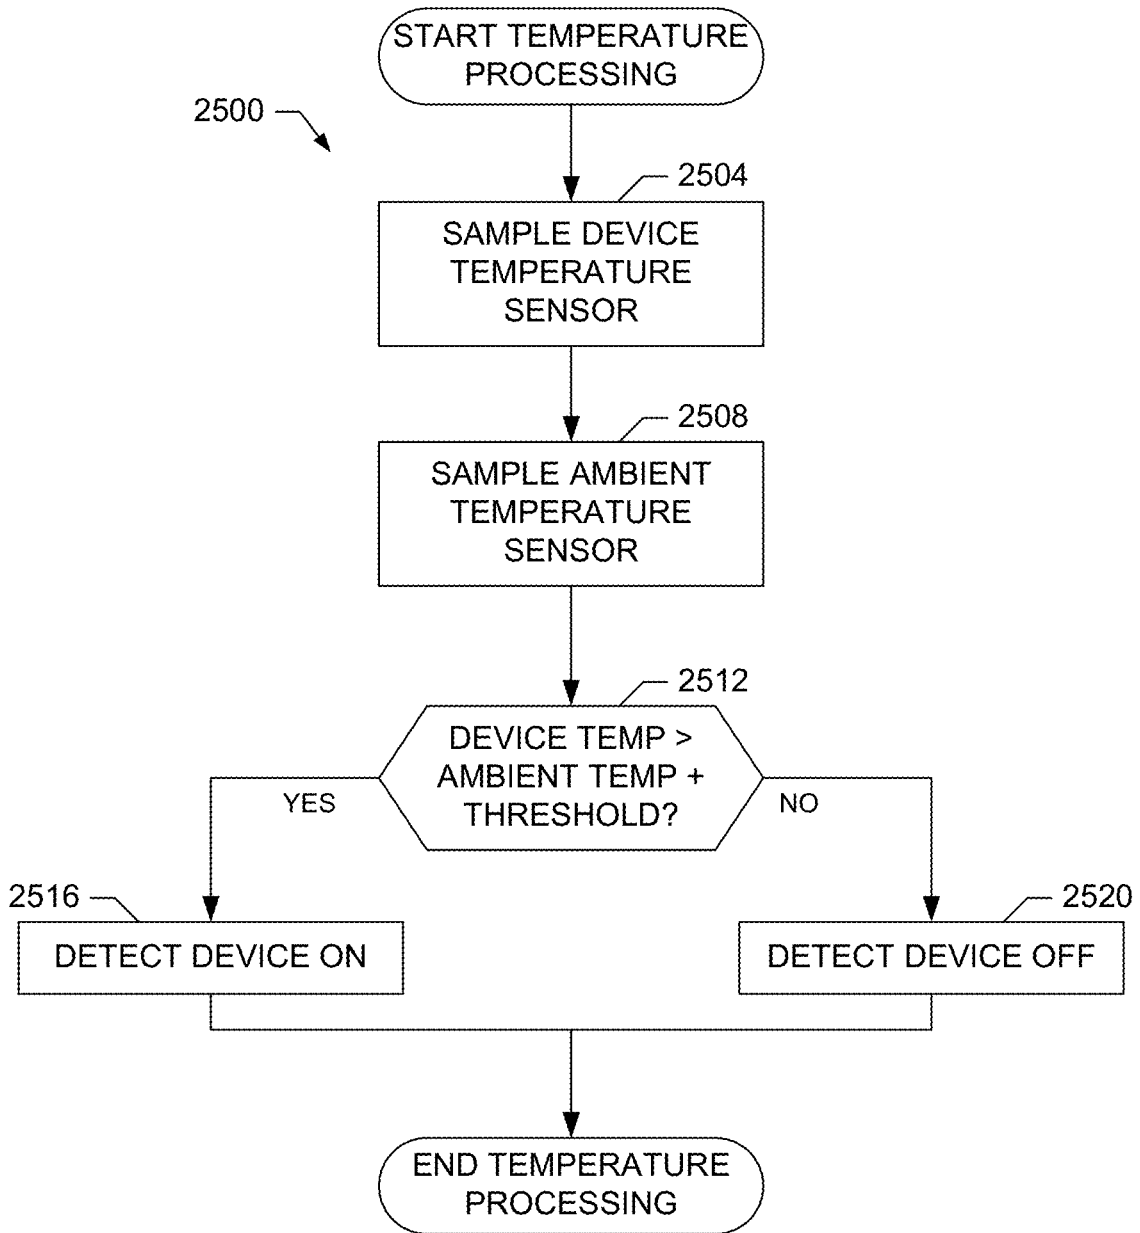 START TEMPERATURE
PROCESSING
2500
2504
SAMPLE DEVICE
TEMPERATURE
SENSOR
2508
SAMPLE AMBIENT
TEMPERATURE
SENSOR
2512
DEVICE TEMP >
AMBIENT TEMP +
THRESHOLD?
YES
NO
2516
DETECT DEVICE ON
2520
DETECT DEVICE OFF
END TEMPERATURE
PROCESSING